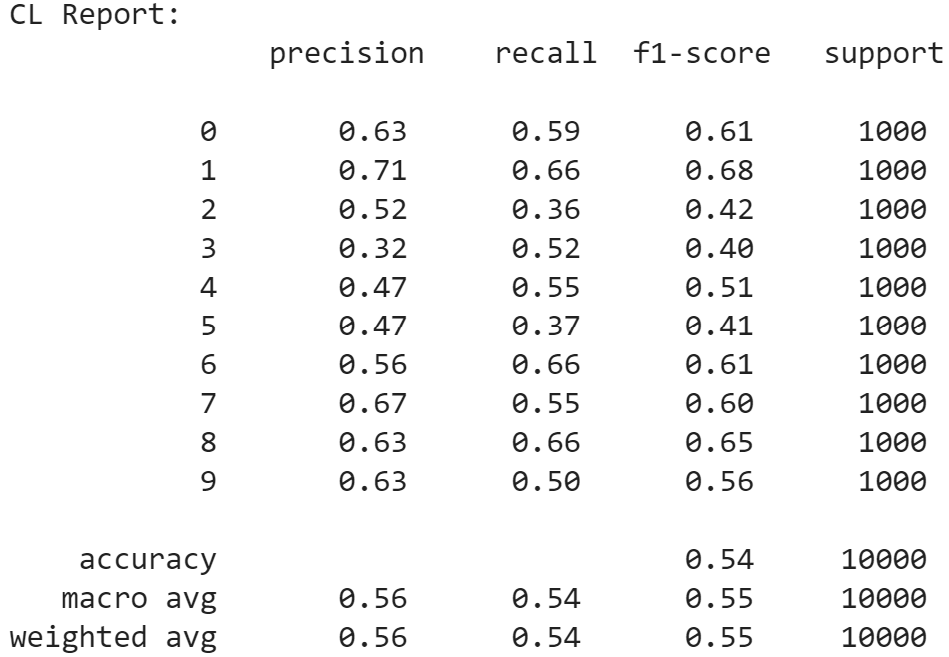 CL Report:
precision recall f1-score support
0 0.63 0.59 0.61 1000
1 0.71 0.66 0.68 1000
2 0.52 0.36 0.42 1000
3 0.32 0.52 0.40 1000
4 0.47 0.55 0.51 1000
5 0.47 0.37 0.41 1000
6 0.56 0.66 0.61 1000
7 0.67 0.55 0.60 1000
8 0.63 0.66 0.65 1000
9 0.63 0.50 0.56 1000
accuracy 0.54 10000
macro avg 0.56 0.54 0.55 10000
weighted avg 0.56 0.54 0.55 10000